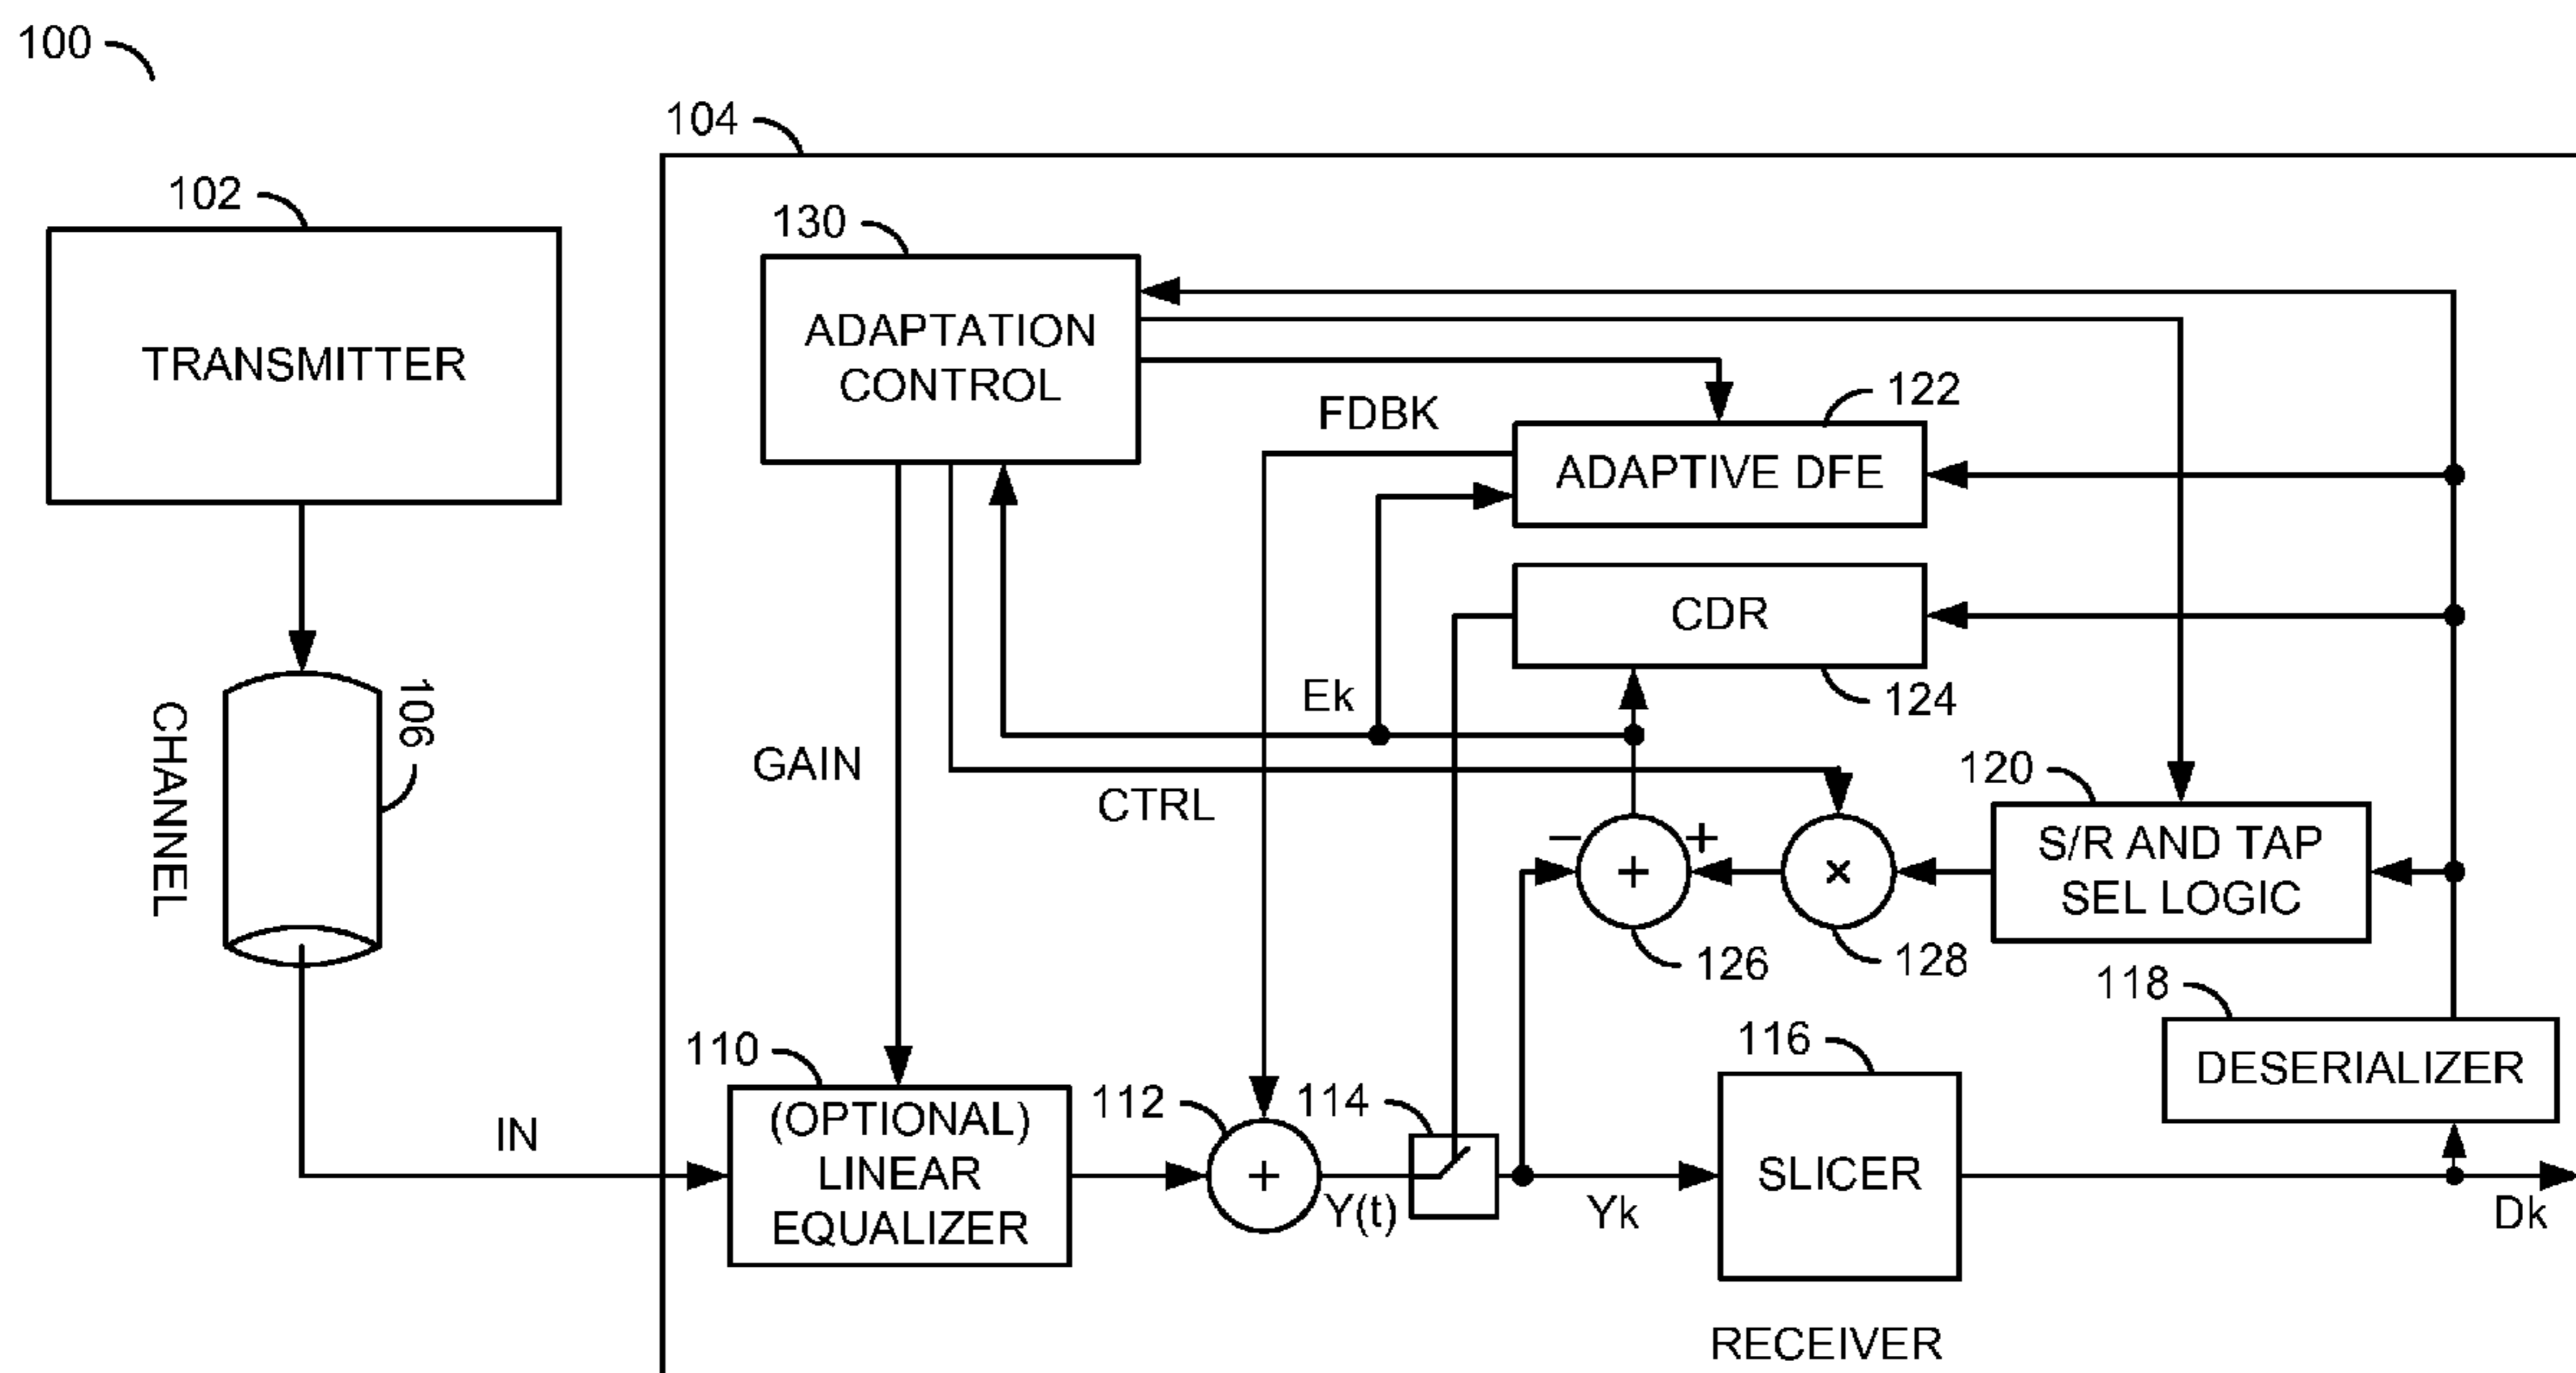 100
104
102
130
TRANSMITTER
ADAPTATION
CONTROL
122
FDBK
ADAPTIVE DFE
CDR
124
Ek
106
CHANNEL
GAIN
CTRL
120
S/R AND TAP
SEL LOGIC
−
+
+
×
126
128
118
DESERIALIZER
110
(OPTIONAL)
LINEAR
EQUALIZER
112
+
114
116
SLICER
IN
Y(t)
Yk
Dk
RECEIVER